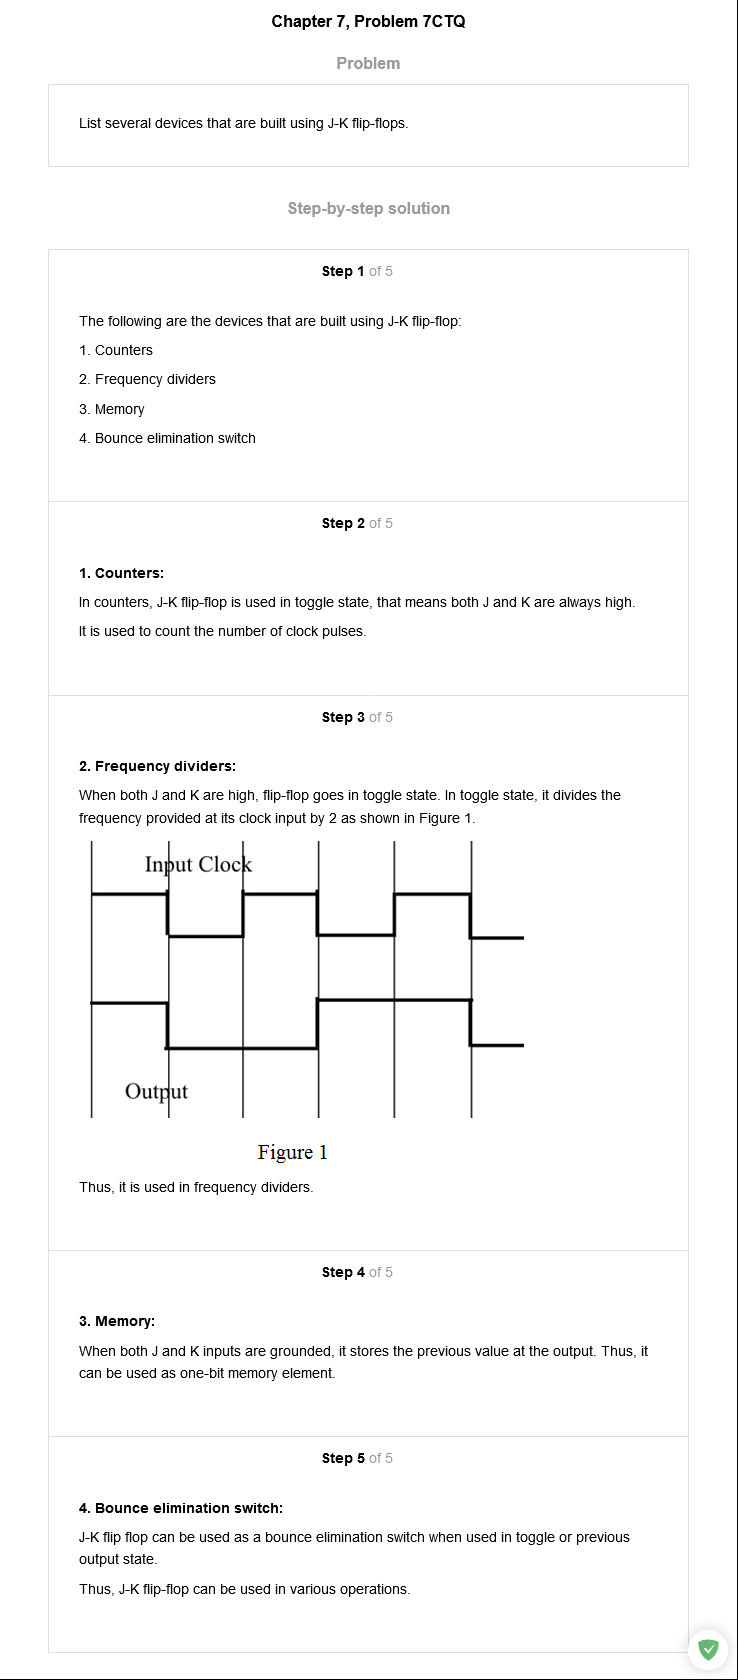 Chapter 7, Problem 7CTQ
Problem
List several devices that are built using J-K flip-flops.
Step-by-step solution
Step 1 of 5
The following are the devices that are built using J-K flip-flop:
1. Counters
2. Frequency dividers
3. Memory
4. Bounce elimination switch
Step 2 of 5
1. Counters:
In counters, J-K flip-flop is used in toggle state, that means both J and K are always high.
It is used to count the number of clock pulses.
Step 3 of 5
2. Frequency dividers:
When both J and K are high, flip-flop goes in toggle state. In toggle state, it divides the
frequency provided at its clock input by 2 as shown in Figure 1.
Input Clock
Output
Figure 1
Thus, it is used in frequency dividers.
Step 4 of 5
3. Memory:
When both J and K inputs are grounded, it stores the previous value at the output. Thus, it
can be used as one-bit memory element.
Step 5 of 5
4. Bounce elimination switch:
J-K flip flop can be used as a bounce elimination switch when used in toggle or previous
output state.
Thus, J-K flip-flop can be used in various operations.